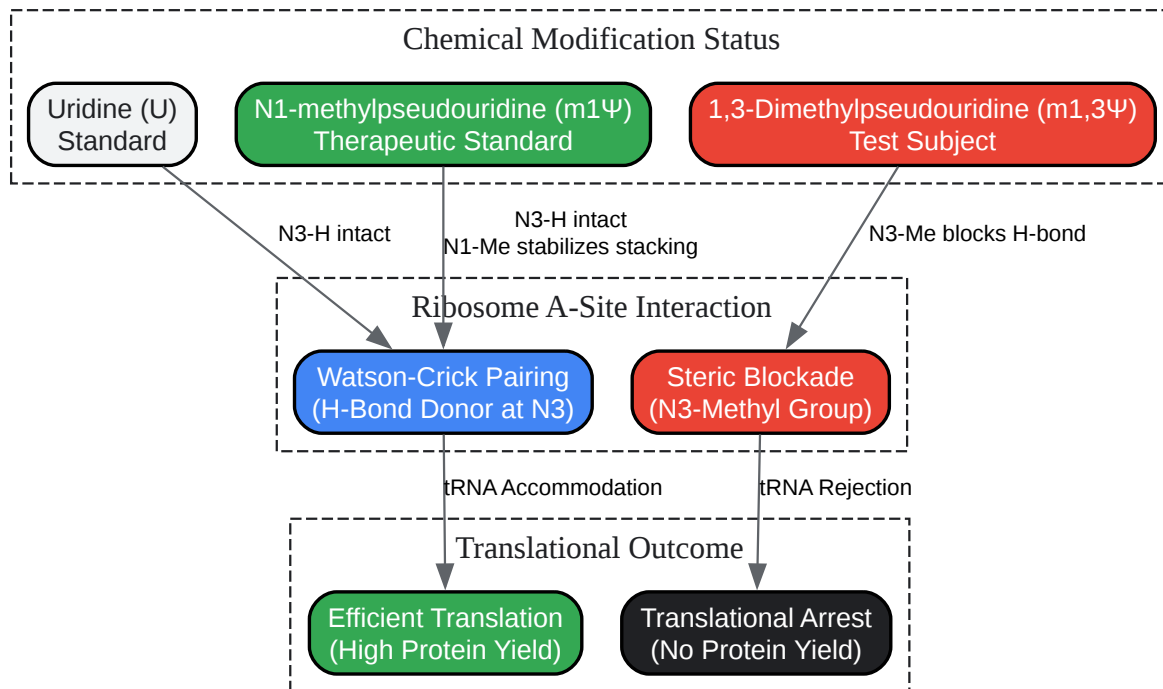 Chemical Modification Status
Uridine (U)
Standard
N1-methylpseudouridine (m1Ψ)
Therapeutic Standard
1,3-Dimethylpseudouridine (m1,3Ψ)
Test Subject
N3-H intact
N3-H intact
N1-Me stabilizes stacking
N3-Me blocks H-bond
Ribosome A-Site Interaction
Watson-Crick Pairing
(H-Bond Donor at N3)
Steric Blockade
(N3-Methyl Group)
tRNA Accommodation
tRNA Rejection
Translational Outcome
Efficient Translation
(High Protein Yield)
Translational Arrest
(No Protein Yield)